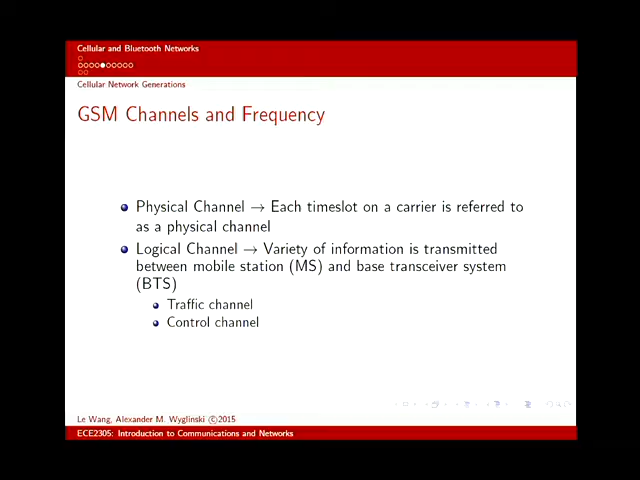 Cellular and Bluetooth Networks
Cellular Network Generations
GSM Channels and Frequency
Physical Channel → Each timeslot on a carrier is referred to
as a physical channel
Logical Channel → Variety of information is transmitted
between mobile station (MS) and base transceiver system
(BTS)
Traffic channel
Control channel
Le Wang, Alexander M. Wyglinski ©2015
ECE2305: Introduction to Communications and Networks